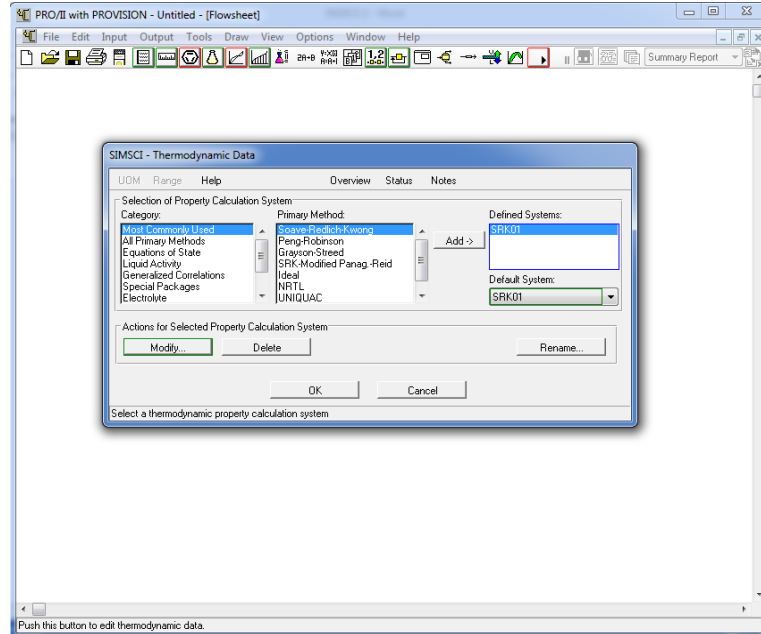 PRO/II with PROVISION - Untitled - [Flowsheet]
File Edit Input Output Tools Draw View Options Window Help
Summary Report
SIMSCI - Thermodynamic Data
UOM Range Help Overview Status Notes
Selection of Property Calculation System
Category: Primary Method: Defined Systems:
Most Commonly Used Soave-Redlich-Kwong SRK01
All Primary Methods Peng-Robinson Add ->
Equations of State Grayson-Streed
Liquid Activity SRK-Modified Panag.-Reid
Generalized Correlations Ideal Default System:
Special Packages NRTL SRK01
Electrolyte UNIQUAC
Actions for Selected Property Calculation System
Modify... Delete Rename...
OK Cancel
Select a thermodynamic property calculation system
Push this button to edit thermodynamic data.